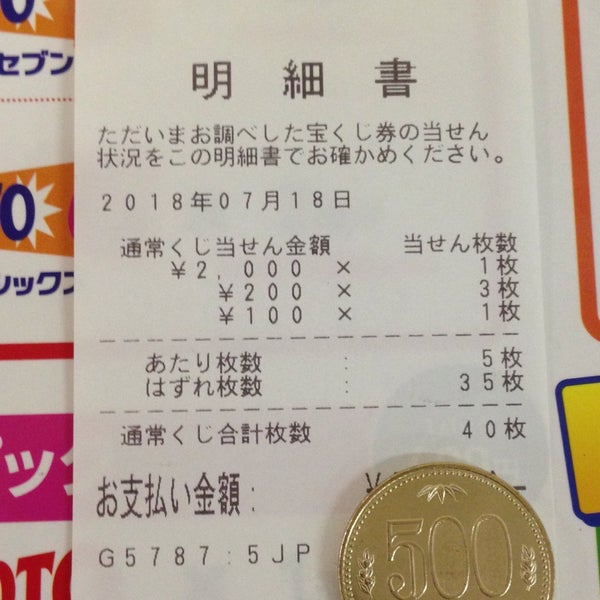 0
セブン
明細書
ただいまお調べした宝くじ券の当せん
状況をこの明細書でお確かめください。
2018年07月18日
通常くじ当せん金額 当せん枚数
¥2,000 × 1枚
¥200 × 3枚
¥100 × 1枚
あたり枚数 : 5枚
はずれ枚数 : 35枚
通常くじ合計枚数 40枚
お支払い金額: ¥
G5787:5JP
500